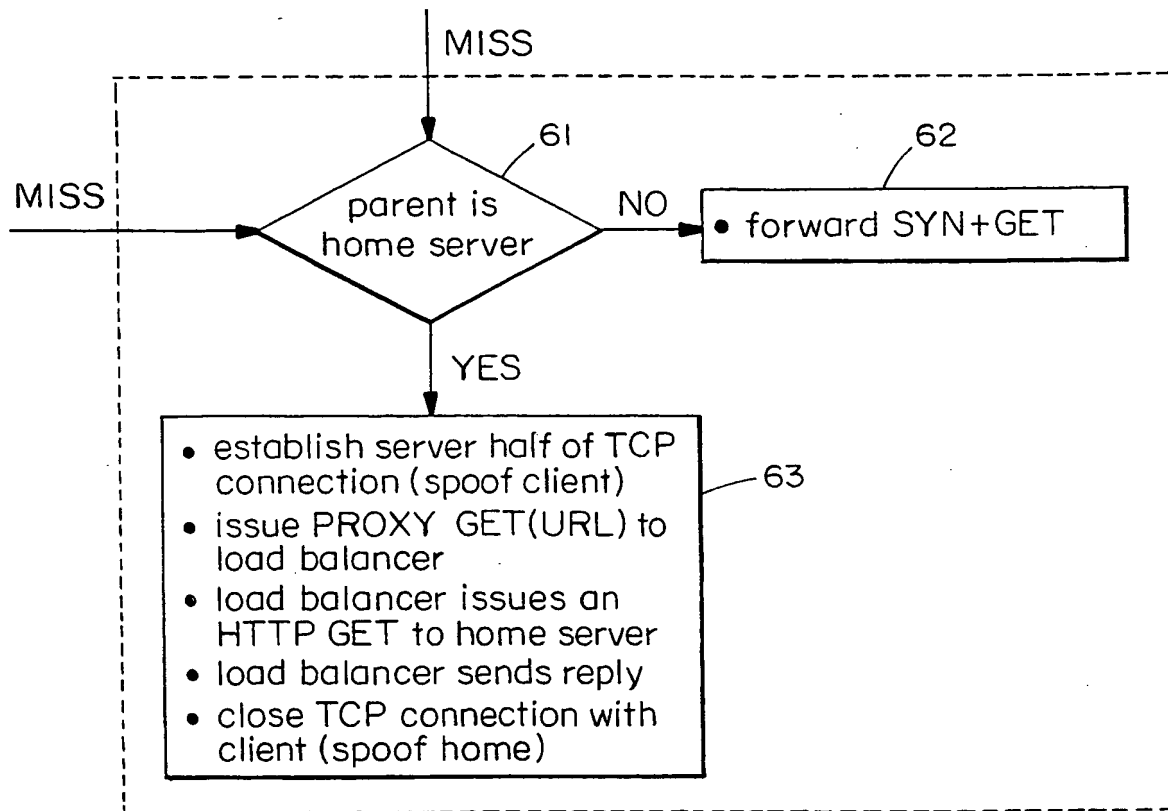 MISS
61
62
MISS
parent is
home server
NO
• forward SYN+GET
YES
• establish server half of TCP
connection (spoof client)
• issue PROXY GET(URL) to
load balancer
• load balancer issues an
HTTP GET to home server
• load balancer sends reply
• close TCP connection with
client (spoof home)
63